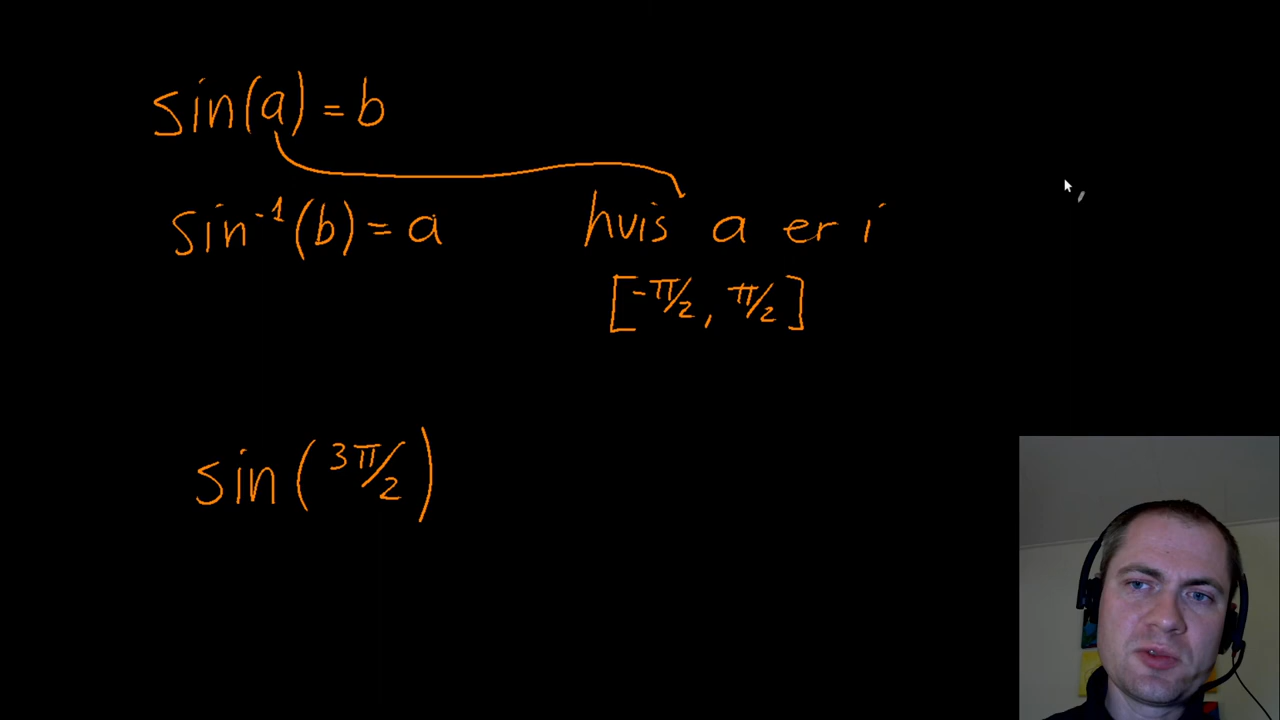 sin(a) = b
sin⁻¹(b) = a hvis a er i
[-π/2, π/2]
sin(3π/2)